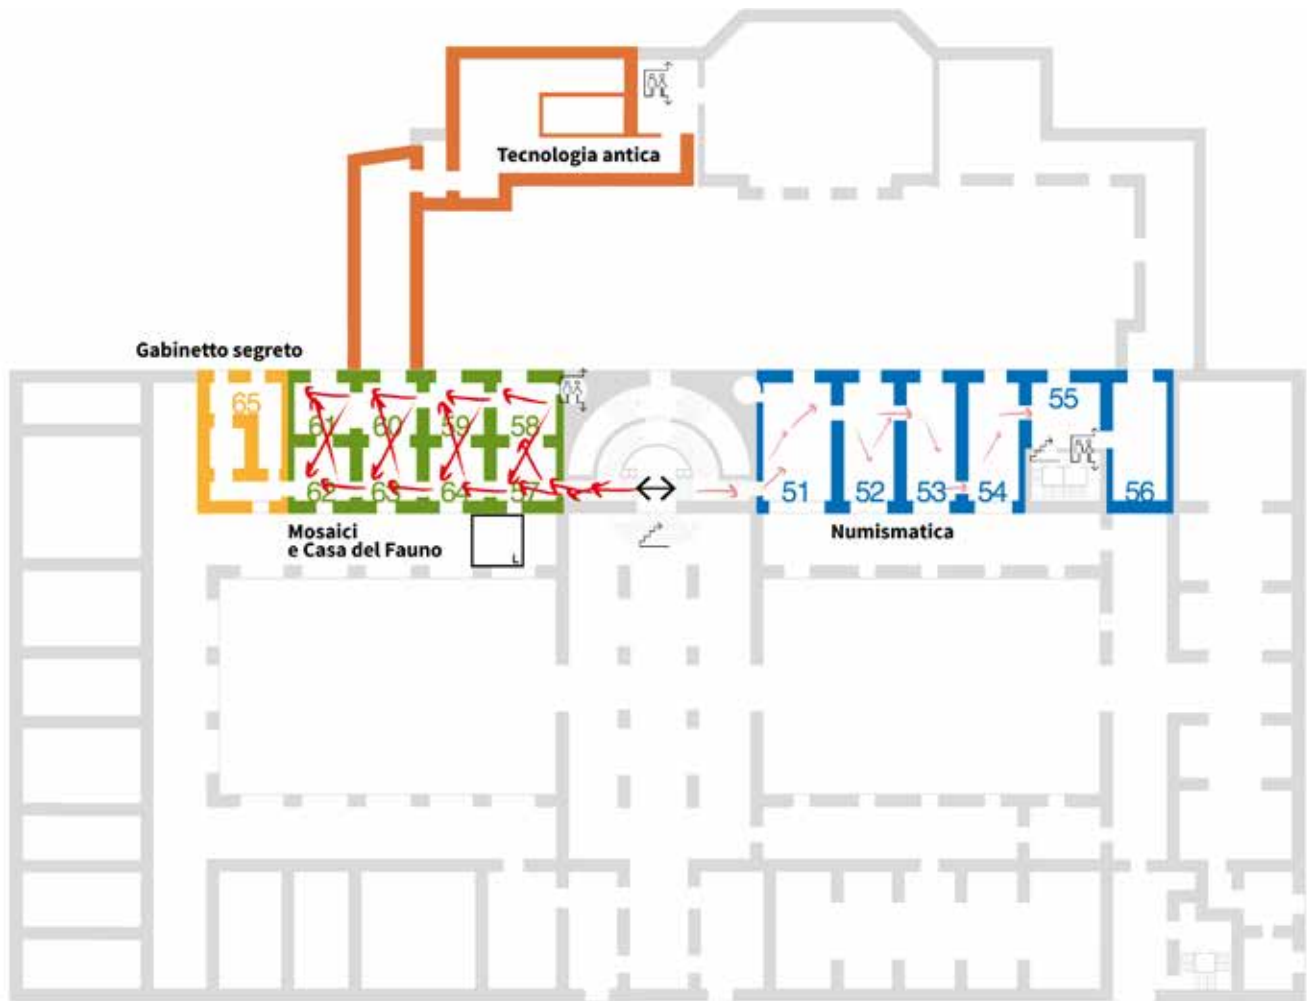 Tecnologia antica
Gabinetto segreto
65
61
60
59
58
55
62
63
64
57
51
52
53
54
56
Mosaici
e Casa del Fauno
Numismatica
L